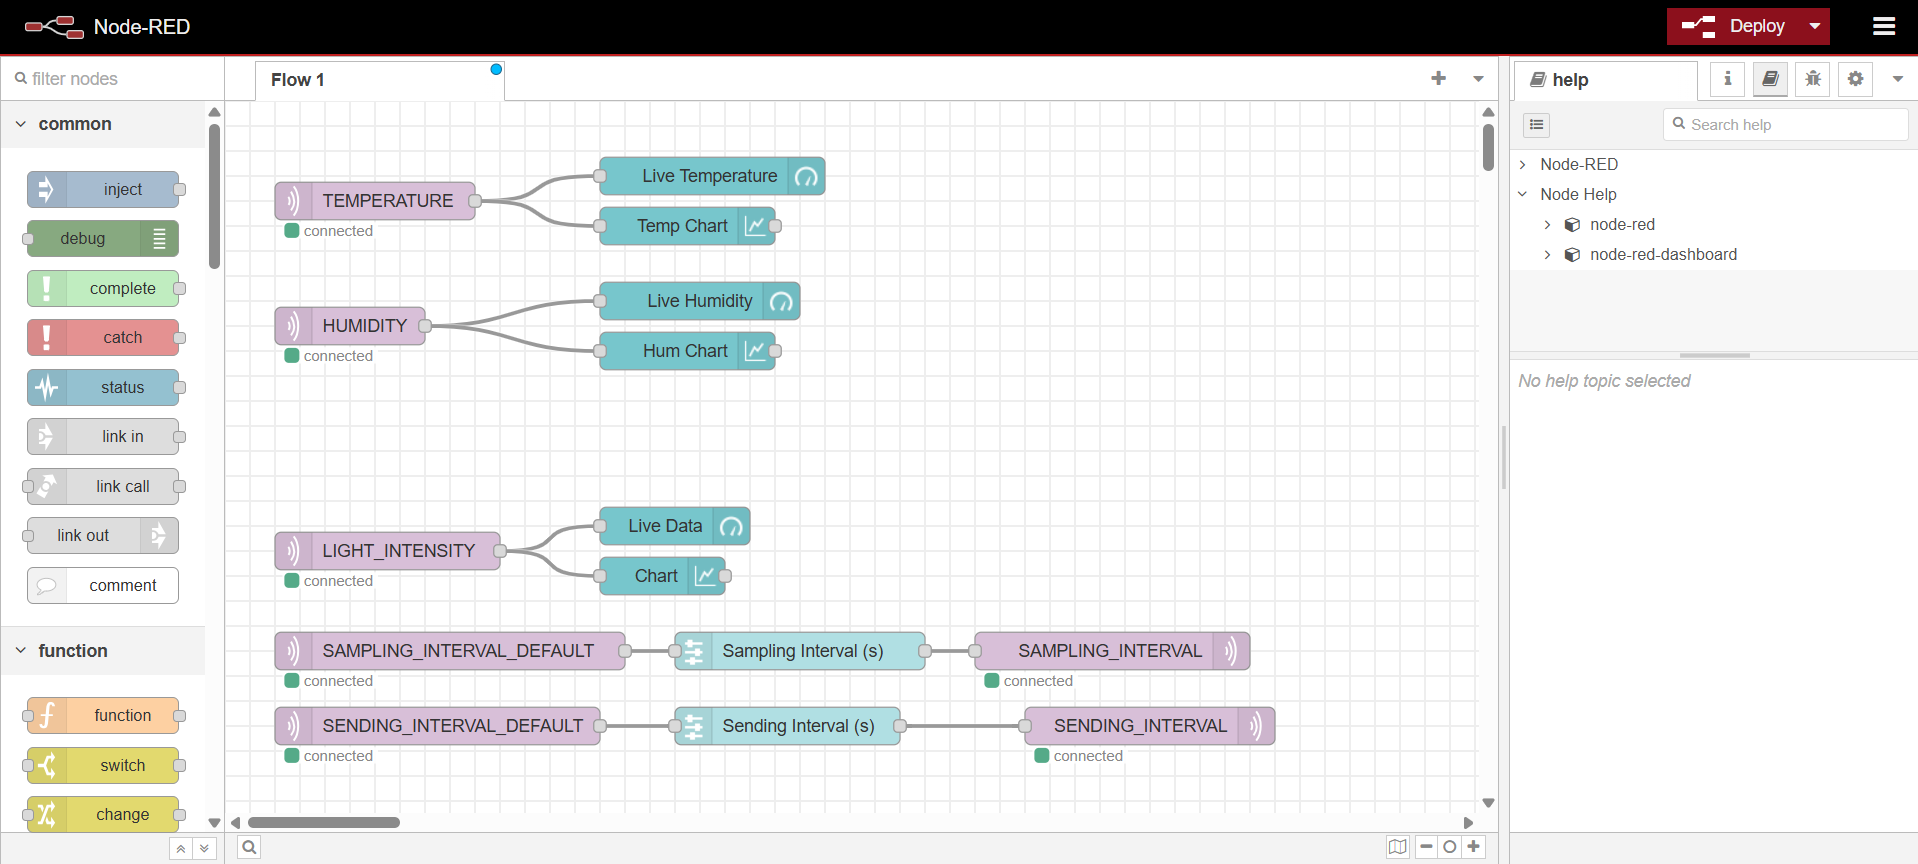 Node-RED
Deploy
filter nodes
Flow 1
help
common
Search help
inject
debug
complete
catch
status
link in
link call
link out
comment
function
function
switch
change
TEMPERATURE
connected
Live Temperature
Temp Chart
HUMIDITY
connected
Live Humidity
Hum Chart
LIGHT_INTENSITY
connected
Live Data
Chart
SAMPLING_INTERVAL_DEFAULT
connected
Sampling Interval (s)
SAMPLING_INTERVAL
connected
SENDING_INTERVAL_DEFAULT
connected
Sending Interval (s)
SENDING_INTERVAL
connected
Node-RED
Node Help
node-red
node-red-dashboard
No help topic selected